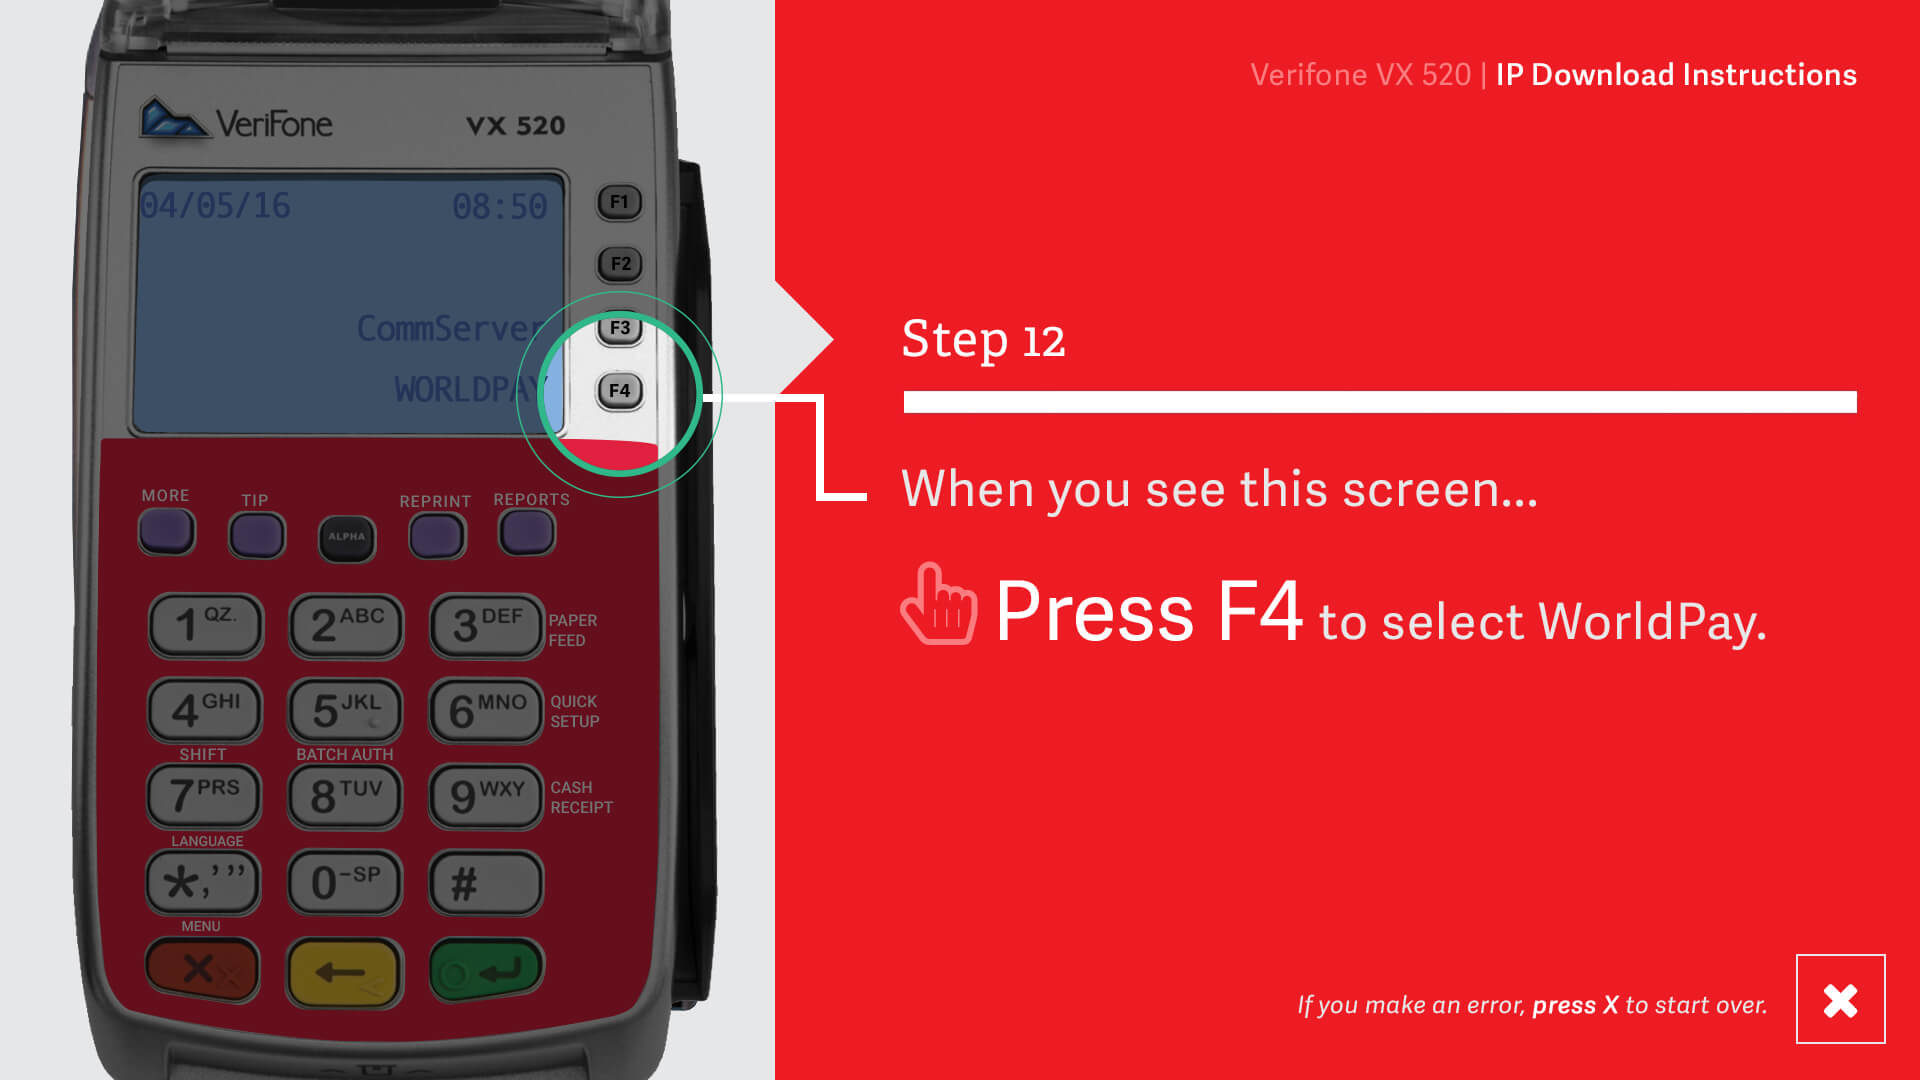 VeriFone
VX 520
04/05/16 08:50
CommServer
WORLDPAY
F1
F2
F3
F4
MORE TIP ALPHA REPRINT REPORTS
1 QZ. 2 ABC 3 DEF PAPER FEED
4 GHI 5 JKL 6 MNO QUICK SETUP
SHIFT BATCH AUTH
7 PRS 8 TUV 9 WXY CASH RECEIPT
LANGUAGE
*,'" 0 -SP #
MENU
Verifone VX 520 | IP Download Instructions
Step 12
When you see this screen...
Press F4 to select WorldPay.
If you make an error, press X to start over.